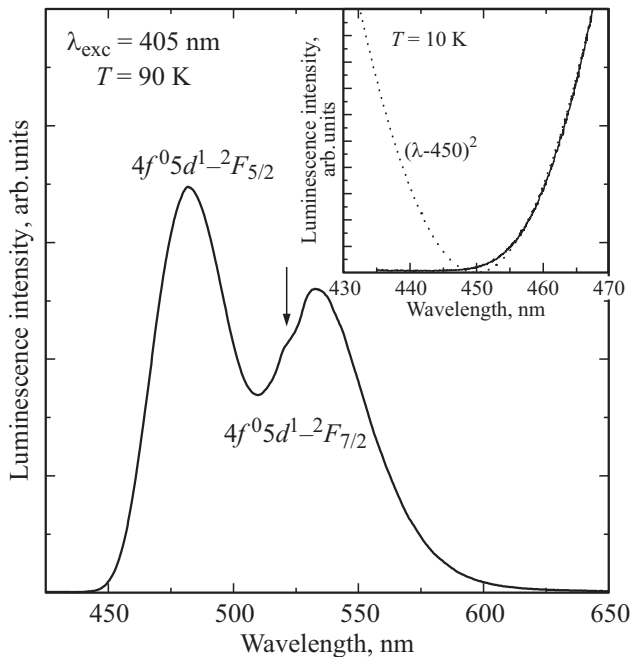 λexc = 405 nm
T = 90 K
4f⁰5d¹–²F5/2
4f⁰5d¹–²F7/2
Luminescence intensity, arb. units
450 500 550 600 650
Wavelength, nm
T = 10 K
(λ-450)²
Luminescence intensity,
arb. units
430 440 450 460 470
Wavelength, nm